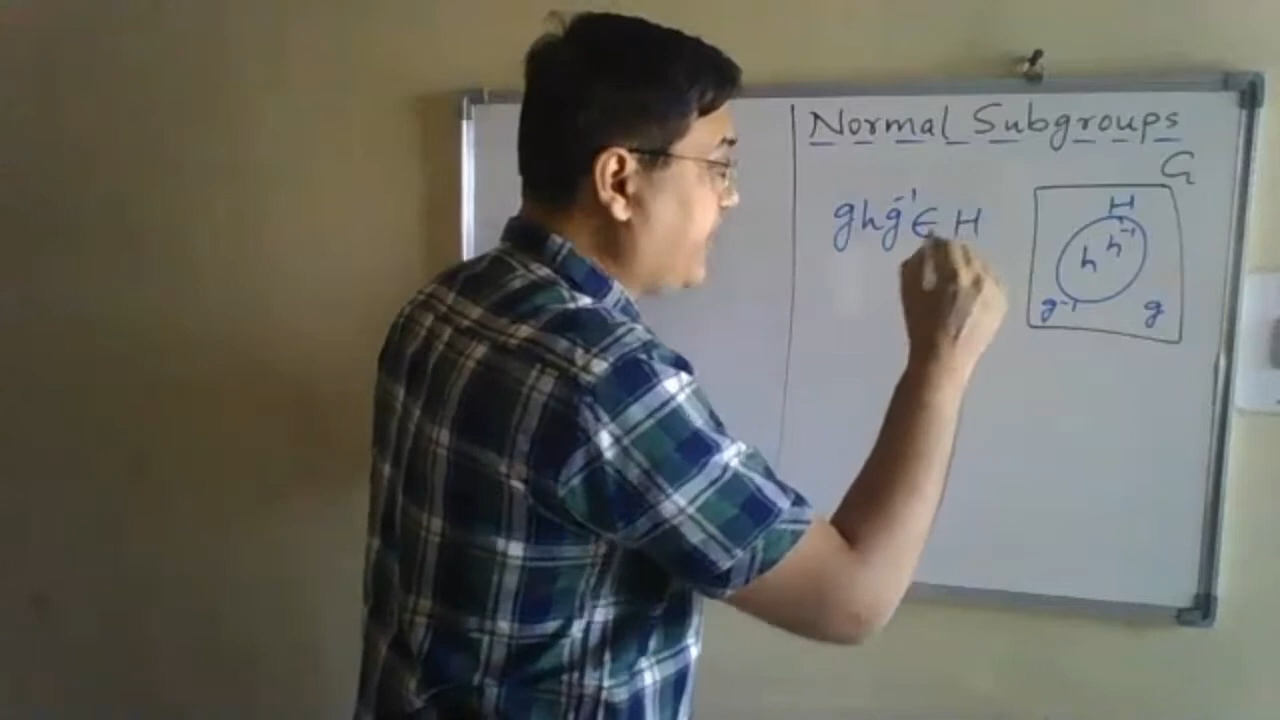 Normal Subgroups
G
ghg⁻¹ ∈ H
H
h⁻¹
h
g⁻¹
g